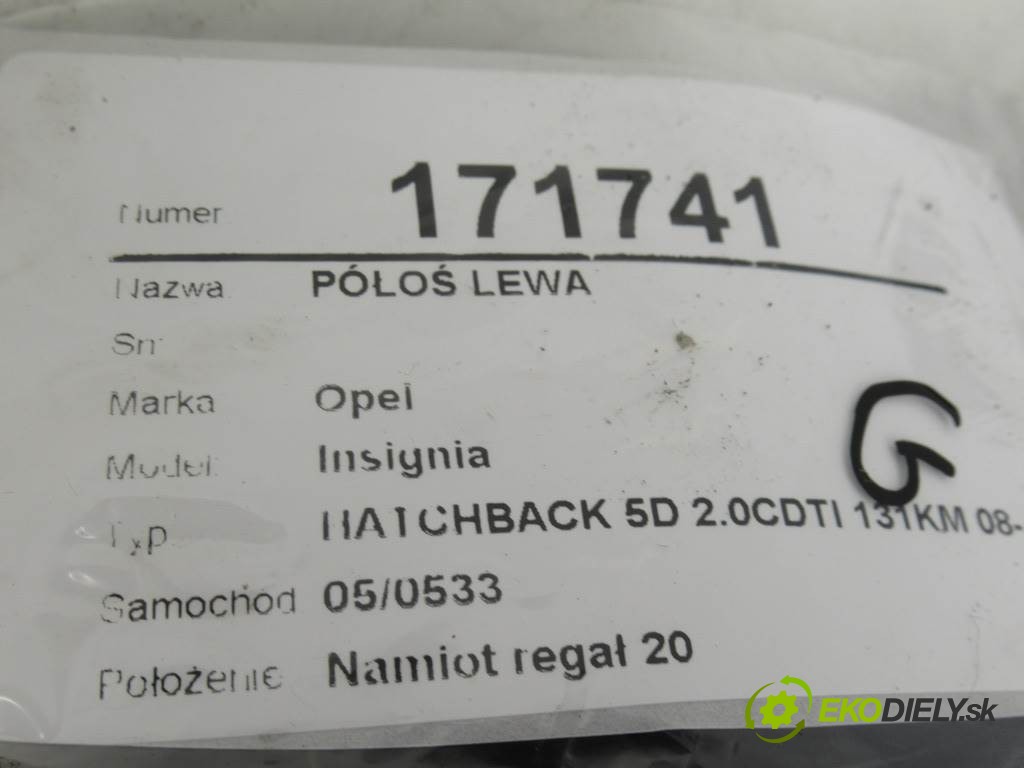 Numer 171741
Nazwa PÓŁOŚ LEWA
Sn
Marka Opel
Model Insignia
Typ HATCHBACK 5D 2.0CDTI 131KM 08-
G
Samochód 05/0533
Położenie Namiot regał 20
EKODIELY.sk